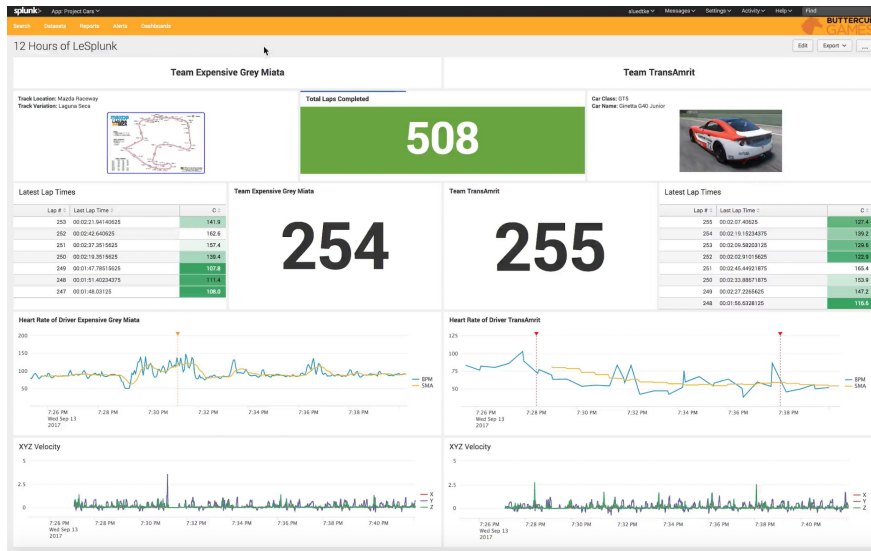 splunk> App: Project Cars
aluedtke Messages Settings Activity Help Find
Search Datasets Reports Alerts Dashboards
BUTTERCUP GAMES
12 Hours of LeSplunk
Edit Export ...
Team Expensive Grey Miata
Team TransAmrit
Track Location: Mazda Raceway
Track Variation: Laguna Seca
LAGUNA
Total Laps Completed
508
Car Class: GT5
Car Name: Ginetta G40 Junior
Latest Lap Times
Lap # Last Lap Time C
253 00:02:21.94140625 141.9
252 00:02:42.640625 162.6
251 00:02:37.3515625 157.4
250 00:02:19.3515625 139.4
249 00:01:47.78515625 107.8
248 00:01:51.40234375 111.4
247 00:01:48.03125 108.0
Team Expensive Grey Miata
254
Team TransAmrit
255
Latest Lap Times
Lap # Last Lap Time C
255 00:02:07.40625 127.4
254 00:02:19.15234375 139.2
253 00:02:09.58203125 129.6
252 00:02:02.91015625 122.9
251 00:02:45.44921875 165.4
250 00:02:33.88671875 153.9
249 00:02:27.2265625 147.2
248 00:01:56.6328125 116.6
Heart Rate of Driver Expensive Grey Miata
200
150
100
50
7:26 PM 7:28 PM 7:30 PM 7:32 PM 7:34 PM 7:36 PM 7:38 PM
Wed Sep 13
2017
BPM
SMA
Heart Rate of Driver TransAmrit
125
100
75
50
7:26 PM 7:28 PM 7:30 PM 7:32 PM 7:34 PM 7:36 PM 7:38 PM
Wed Sep 13
2017
BPM
SMA
XYZ Velocity
5
2.5
0
7:26 PM 7:28 PM 7:30 PM 7:32 PM 7:34 PM 7:36 PM 7:38 PM 7:40 PM
Wed Sep 13
2017
X
Y
Z
XYZ Velocity
5
2.5
0
7:26 PM 7:28 PM 7:30 PM 7:32 PM 7:34 PM 7:36 PM 7:38 PM 7:40 PM
Wed Sep 13
2017
X
Y
Z